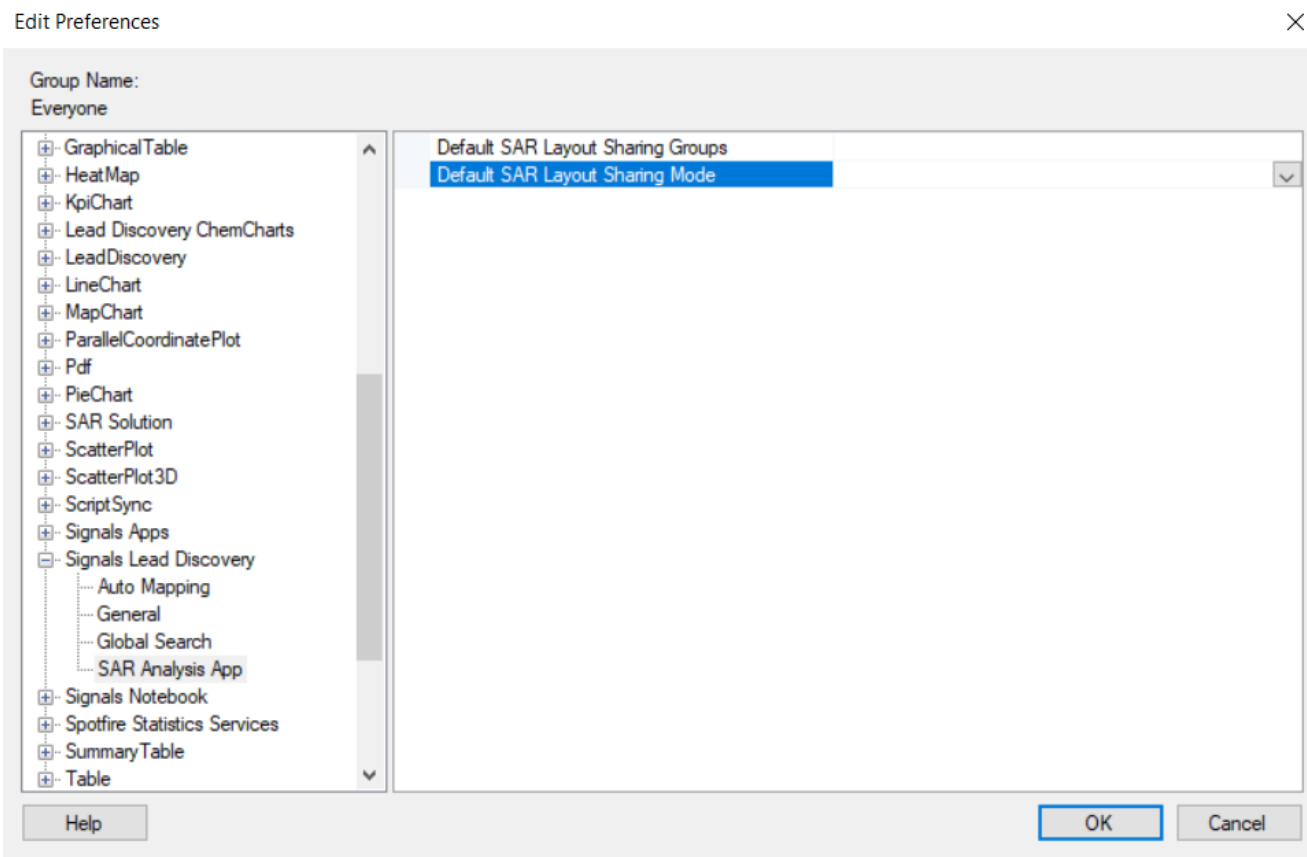 Edit Preferences
Group Name:
Everyone
GraphicalTable
HeatMap
KpiChart
Lead Discovery ChemCharts
LeadDiscovery
LineChart
MapChart
ParallelCoordinatePlot
Pdf
PieChart
SAR Solution
ScatterPlot
ScatterPlot3D
ScriptSync
Signals Apps
Signals Lead Discovery
Auto Mapping
General
Global Search
SAR Analysis App
Signals Notebook
Spotfire Statistics Services
SummaryTable
Table
Default SAR Layout Sharing Groups
Default SAR Layout Sharing Mode
Help
OK
Cancel